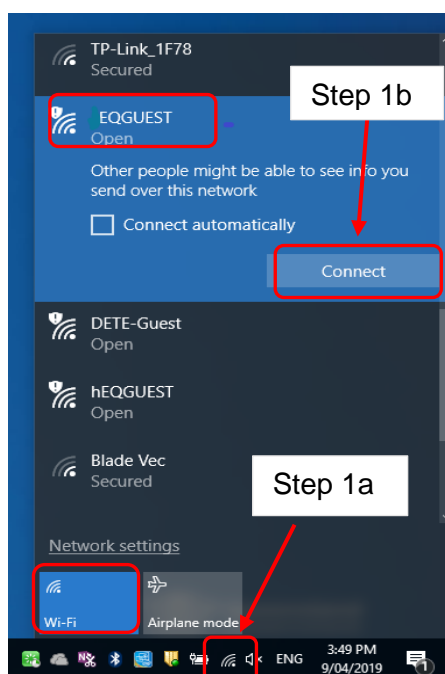 TP-Link_1F78
Secured
Step 1b
EQGUEST
Open
Other people might be able to see info you
send over this network
Connect automatically
Connect
DETE-Guest
Open
hEQGUEST
Open
Blade Vec
Secured
Step 1a
Network settings
Wi-Fi
Airplane mode
ENG
3:49 PM
9/04/2019
1